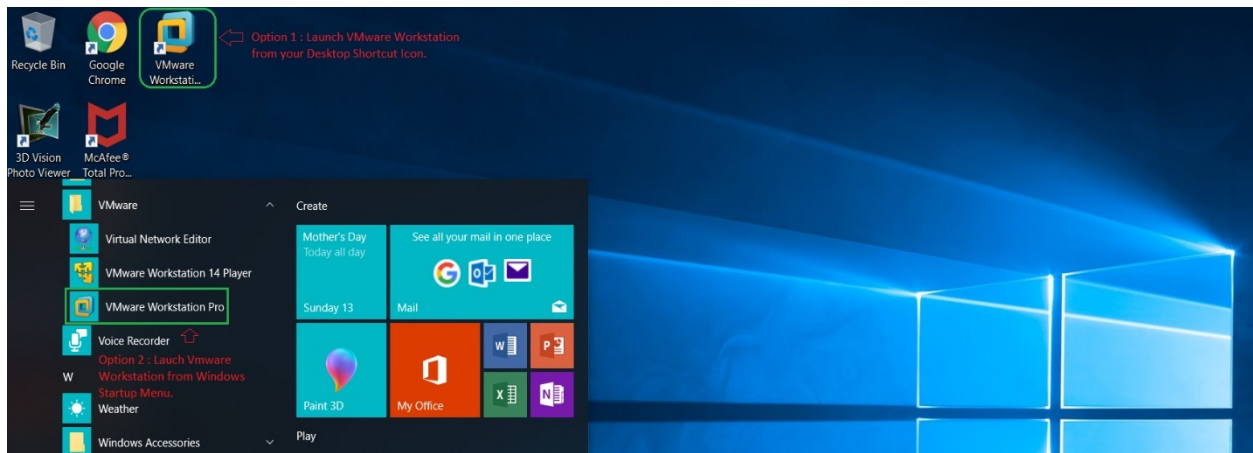 Recycle Bin
Google
Chrome
VMware
Workstati...
Option 1 : Launch VMware Workstation
from your Desktop Shortcut Icon.
3D Vision
Photo Viewer
McAfee®
Total Pro...
VMware
Virtual Network Editor
VMware Workstation 14 Player
VMware Workstation Pro
Voice Recorder
Option 2 : Lauch Vmware
W
Workstation from Windows
Startup Menu.
Weather
Windows Accessories
Create
Mother's Day
Today all day
Sunday 13
See all your mail in one place
Mail
Paint 3D
My Office
Play